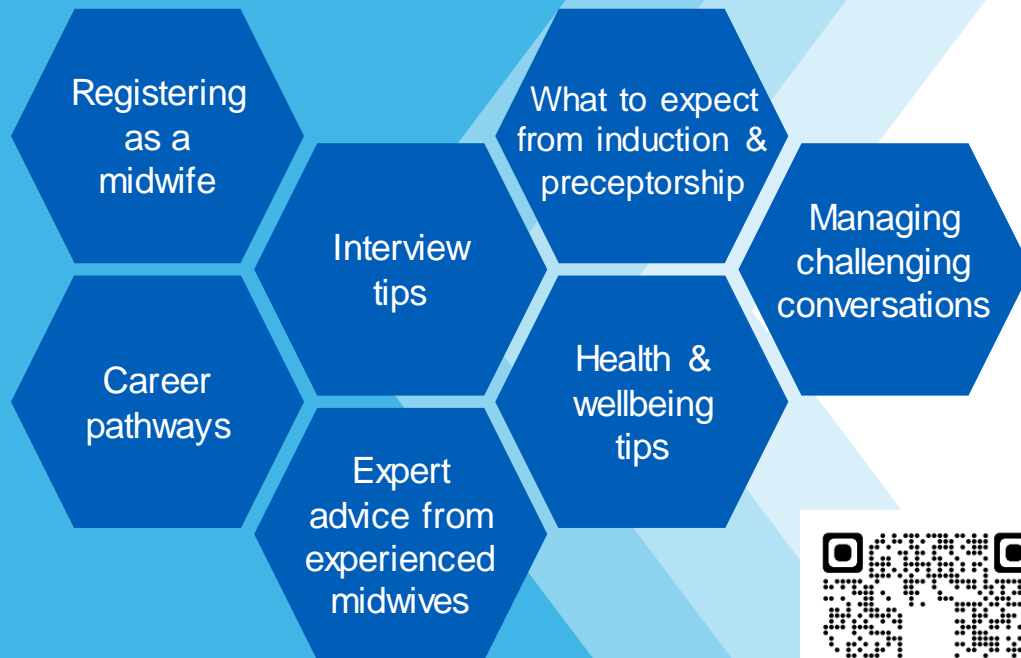 Registering
as a
midwife
What to expect
from induction &
preceptorship
Interview
tips
Managing
challenging
conversations
Career
pathways
Health &
wellbeing
tips
Expert
advice from
experienced
midwives